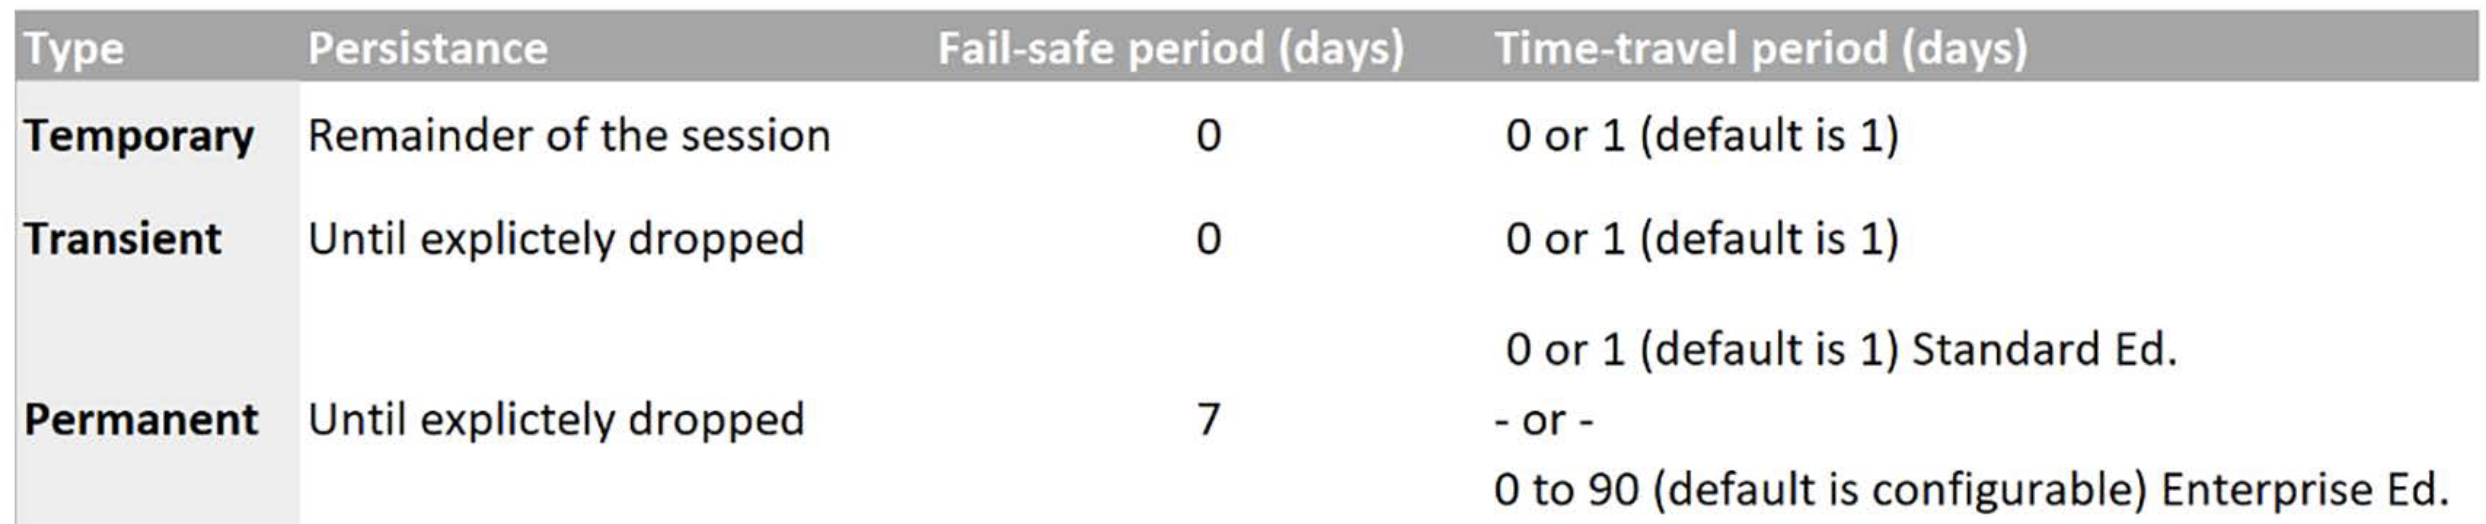 Type Persistance Fail-safe period (days) Time-travel period (days)
Temporary Remainder of the session 0 0 or 1 (default is 1)
Transient Until explictely dropped 0 0 or 1 (default is 1)
0 or 1 (default is 1) Standard Ed.
Permanent Until explictely dropped 7 - or -
0 to 90 (default is configurable) Enterprise Ed.